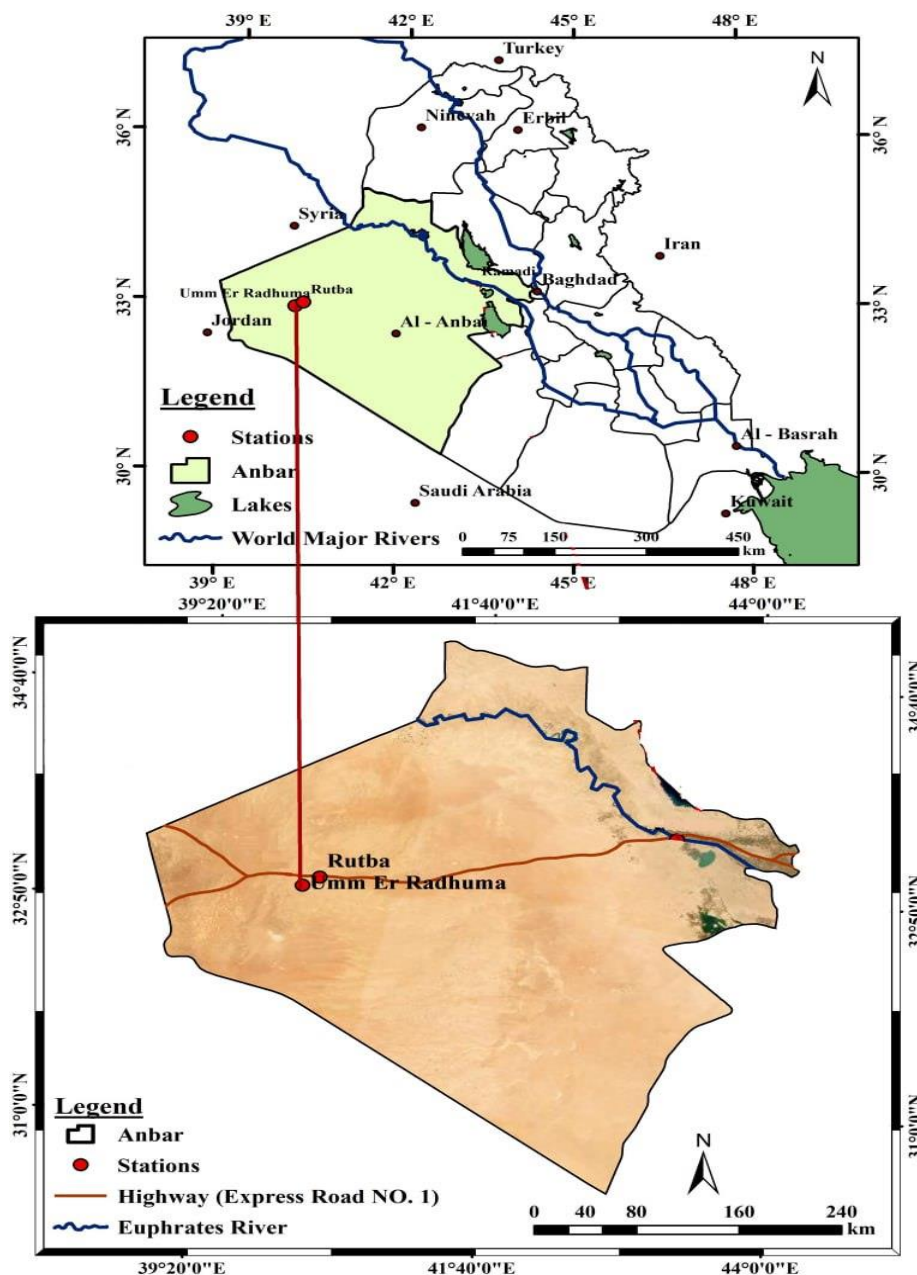 39° E 42° E 45° E 48° E
Turkey
N
36° N
Ninevah Erbil
36° N
Syria
Iran
Ramadi
Baghdad
33° N
Umm Er Radhuma Rutba
33° N
Jordan
Al - Anba
Legend
Stations
Al - Basrah
30° N
Anbar
30° N
Saudi Arabia
Kuwait
Lakes
World Major Rivers
0 75 150 300 450
km
39° E 42° E 45° E 48° E
39°20'0"E 41°40'0"E 44°0'0"E
34°40'0"N
34°40'0"N
Rutba
Umm Er Radhuma
32°50'0"N
32°50'0"N
31°0'0"N
31°0'0"N
Legend
Anbar
N
Stations
Highway (Express Road NO. 1)
0 40 80 160 240
Euphrates River
km
39°20'0"E 41°40'0"E 44°0'0"E